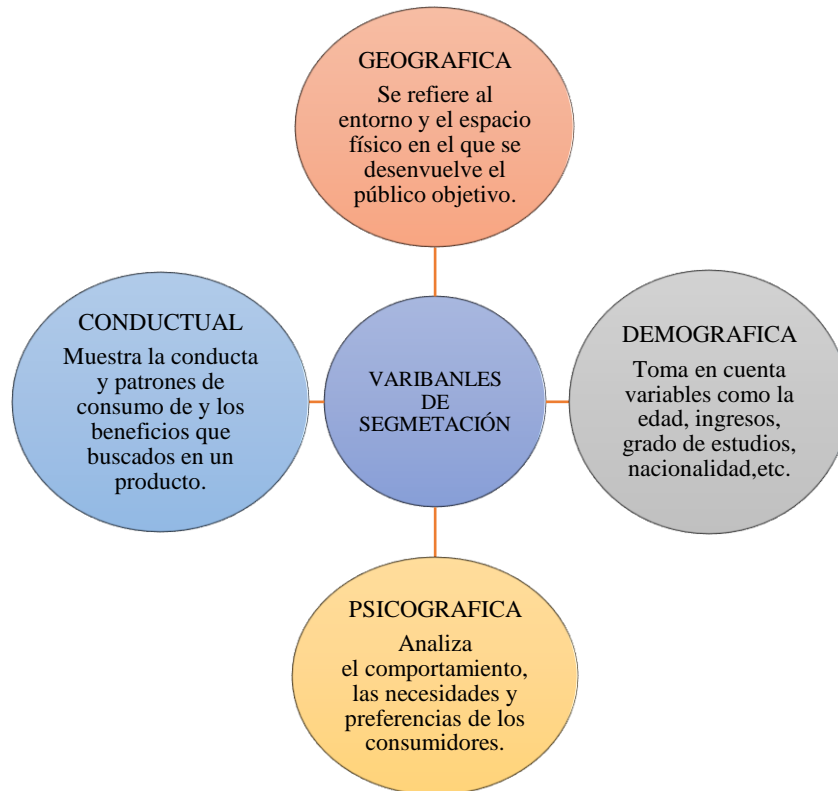 GEOGRAFICA
Se refiere al
entorno y el espacio
físico en el que se
desenvuelve el
público objetivo.
CONDUCTUAL
Muestra la conducta
y patrones de
consumo de y los
beneficios que
buscados en un
producto.
VARIBANLES
DE
SEGMETACIÓN
DEMOGRAFICA
Toma en cuenta
variables como la
edad, ingresos,
grado de estudios,
nacionalidad,etc.
PSICOGRAFICA
Analiza
el comportamiento,
las necesidades y
preferencias de los
consumidores.